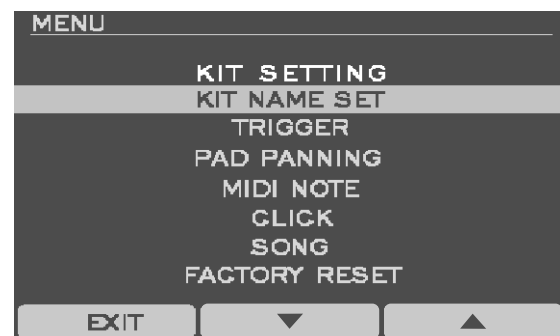 MENU
KIT SETTING
KIT NAME SET
TRIGGER
PAD PANNING
MIDI NOTE
CLICK
SONG
FACTORY RESET
EXIT